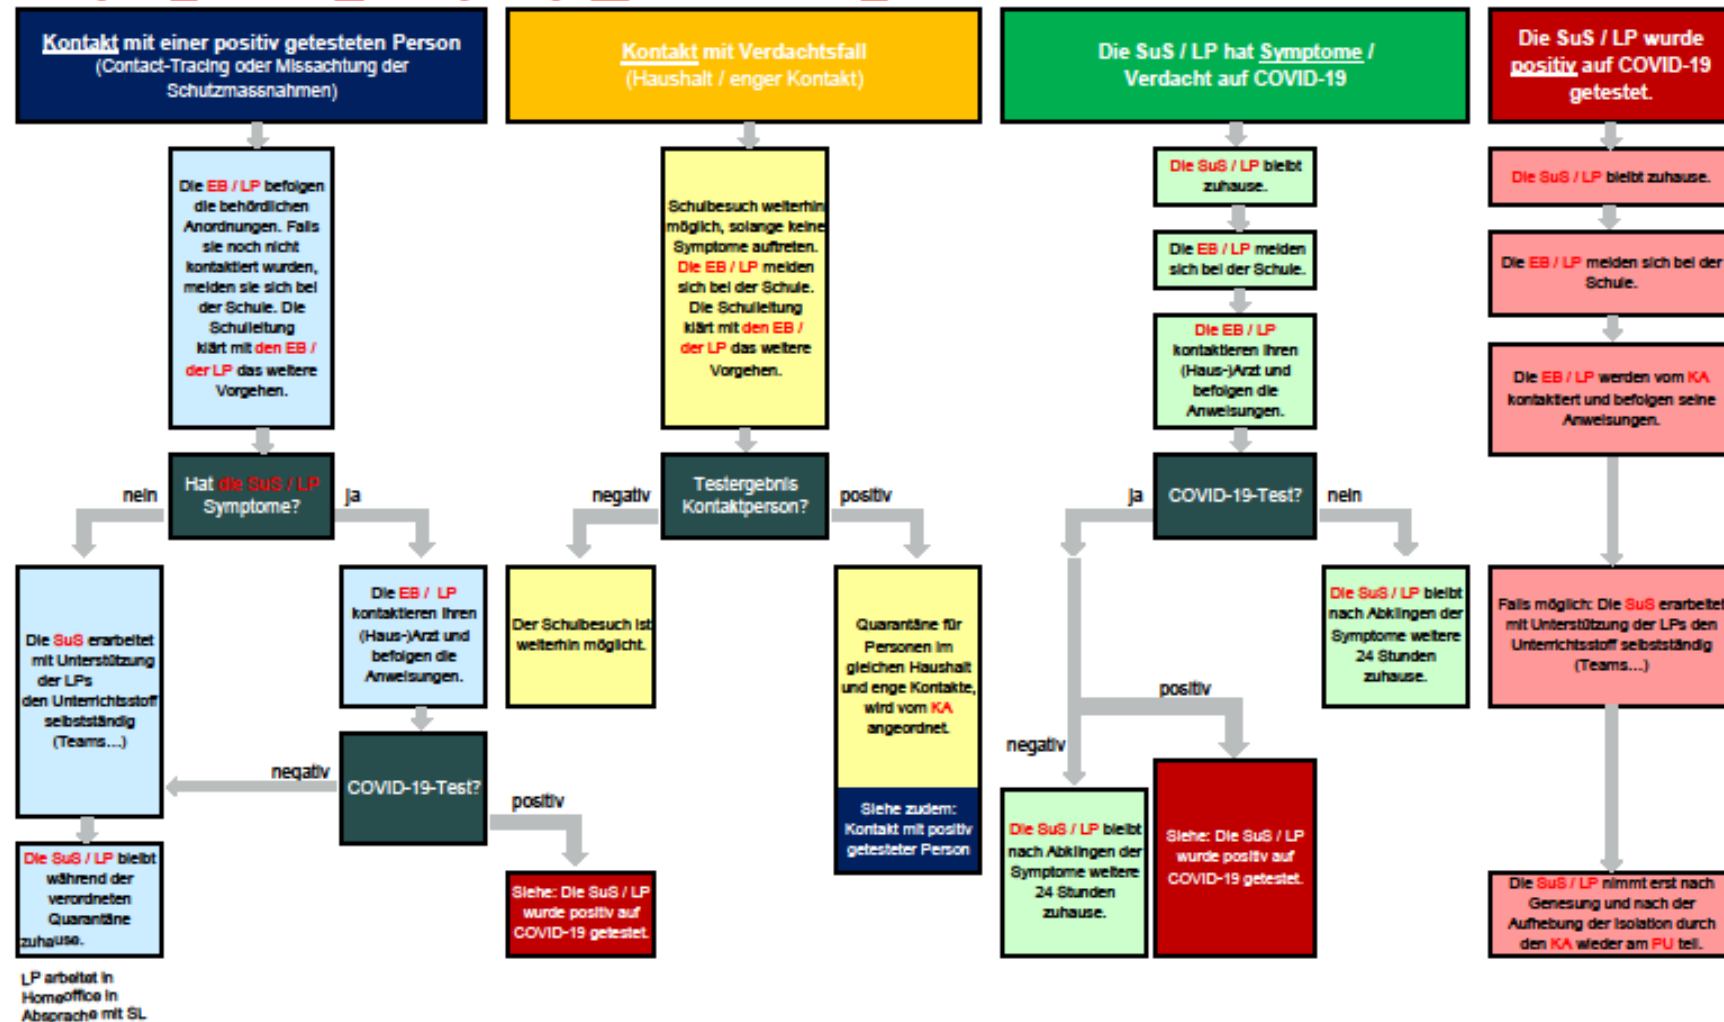 Kontakt mit einer positiv getesteten Person
(Contact-Tracing oder Missachtung der
Schutzmassnahmen)
Die EB / LP befolgen
die behördlichen
Anordnungen. Falls
sie noch nicht
kontaktiert wurden,
melden sie sich bei
der Schule. Die
Schulleitung
klärt mit den EB /
der LP das weitere
Vorgehen.
Hat die SuS / LP
Symptome?
nein
ja
Die SuS erarbeitet
mit Unterstützung
der LPs
den Unterrichtsstoff
selbstständig
(Teams...)
Die EB / LP
kontaktieren ihren
(Haus-)Arzt und
befolgen die
Anweisungen.
COVID-19-Test?
negativ
positiv
Die SuS / LP bleibt
während der
verordneten
Quarantäne
zuhause.
LP arbeitet in
Homeoffice in
Absprache mit SL
Siehe: Die SuS / LP
wurde positiv auf
COVID-19 getestet.
Kontakt mit Verdachtsfall
(Haushalt / enger Kontakt)
Schulbesuch weiterhin
möglich, solange keine
Symptome auftreten.
Die EB / LP melden
sich bei der Schule.
Die Schulleitung
klärt mit den EB /
der LP das weitere
Vorgehen.
Testergebnis
Kontaktperson?
negativ
positiv
Der Schulbesuch ist
weiterhin möglicht.
Quarantäne für
Personen im
gleichen Haushalt
und enge Kontakte,
wird vom KA
angeordnet.
Siehe zudem:
Kontakt mit positiv
getesteter Person
Die SuS / LP hat Symptome /
Verdacht auf COVID-19
Die SuS / LP bleibt
zuhause.
Die EB / LP melden
sich bei der Schule.
Die EB / LP
kontaktieren ihren
(Haus-)Arzt und
befolgen die
Anweisungen.
COVID-19-Test?
ja
nein
Die SuS / LP bleibt
nach Abklingen der
Symptome weitere
24 Stunden
zuhause.
positiv
negativ
Die SuS / LP bleibt
nach Abklingen der
Symptome weitere
24 Stunden
zuhause.
Siehe: Die SuS / LP
wurde positiv auf
COVID-19 getestet.
Die SuS / LP wurde
positiv auf COVID-19
getestet.
Die SuS / LP bleibt zuhause.
Die EB / LP melden sich bei der
Schule.
Die EB / LP werden vom KA
kontaktiert und befolgen seine
Anweisungen.
Falls möglich: Die SuS erarbeitet
mit Unterstützung der LPs den
Unterrichtsstoff selbstständig
(Teams...)
Die SuS / LP nimmt erst nach
Genesung und nach der
Aufhebung der Isolation durch
den KA wieder am PU teil.